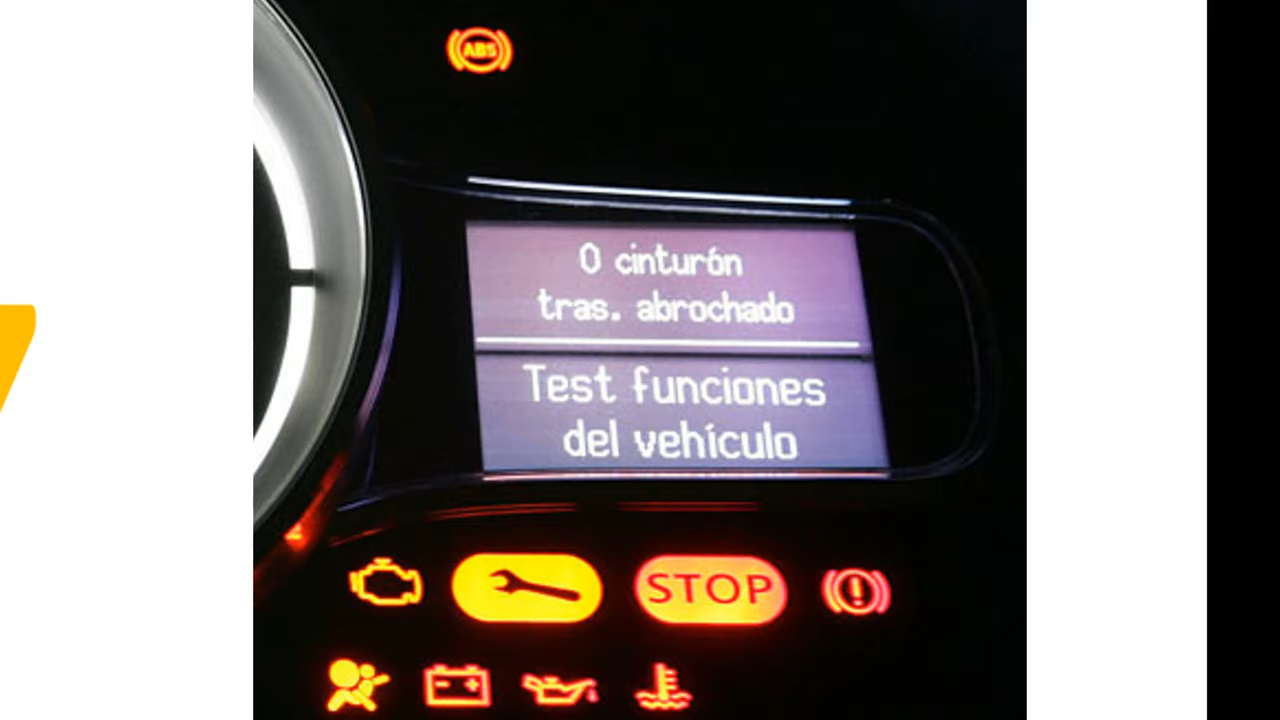 ABS
0 cinturón
tras. abrochado
Test funciones
del vehículo
STOP